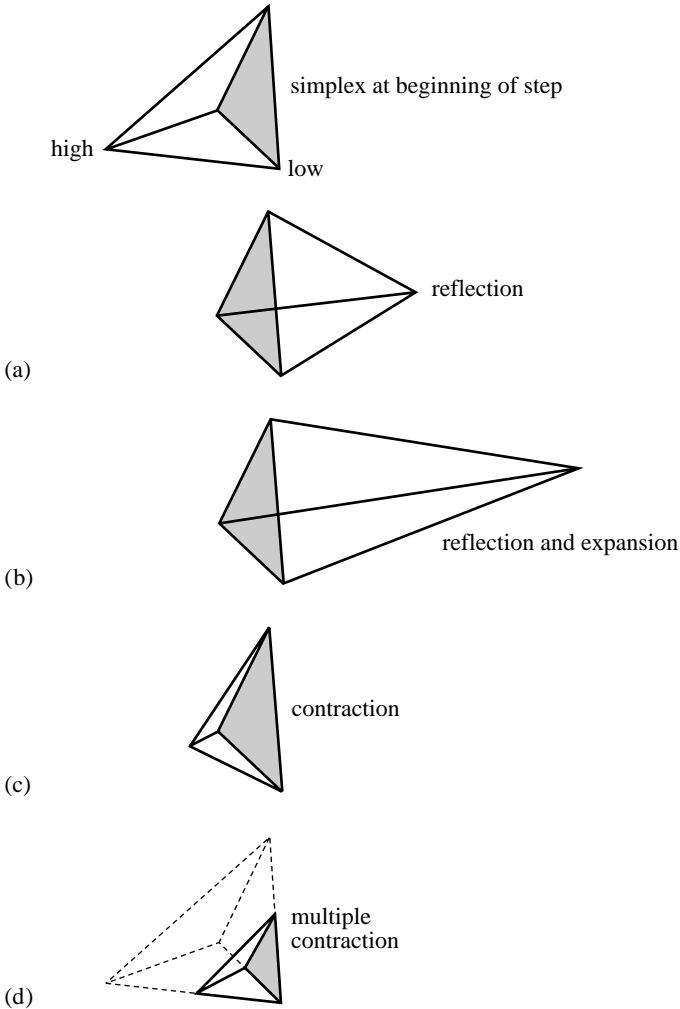 simplex at beginning of step
high
low
reflection
(a)
reflection and expansion
(b)
contraction
(c)
multiple
contraction
(d)